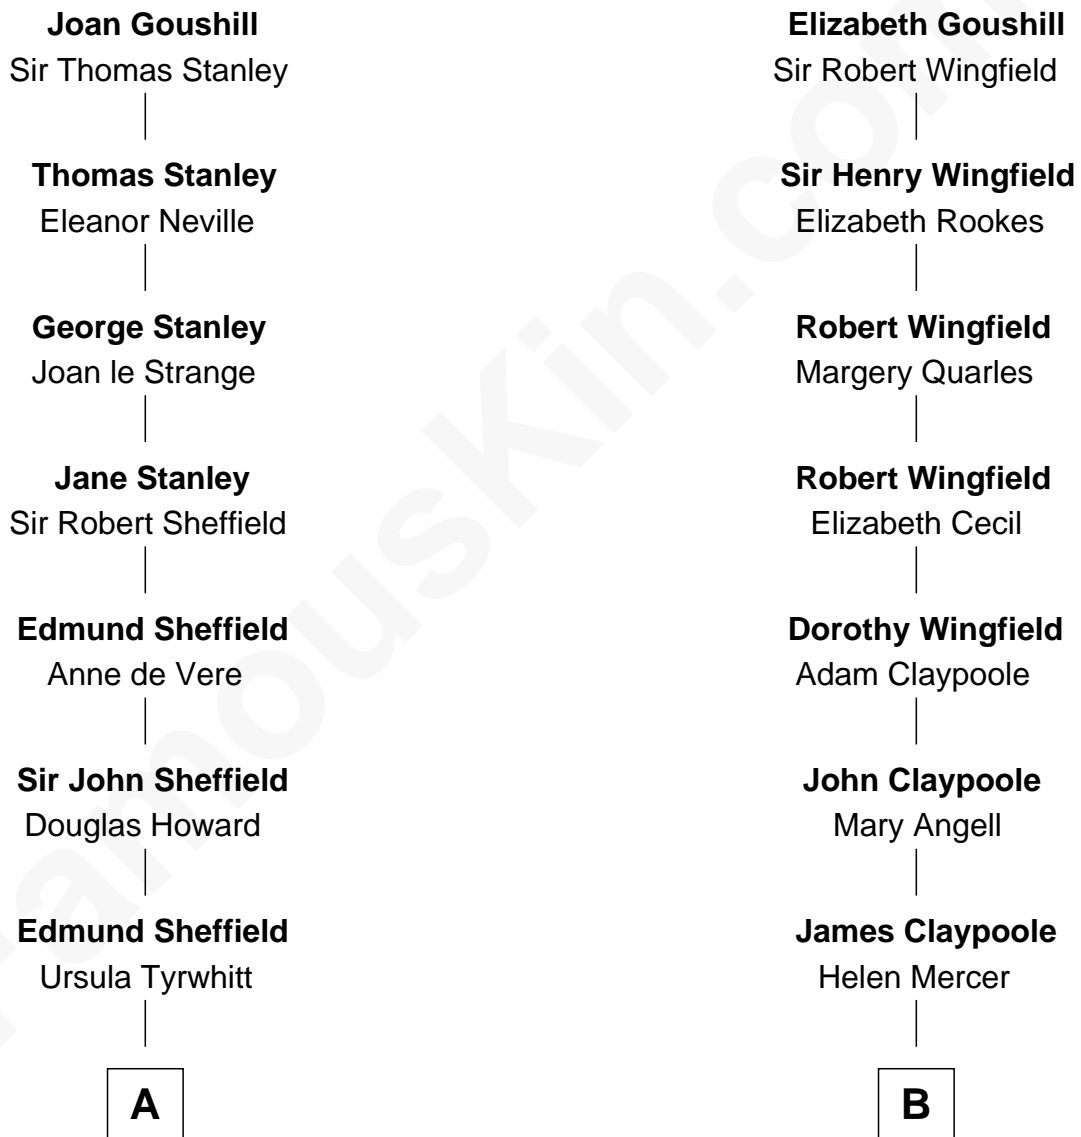 Joan Goushill
Sir Thomas Stanley
Thomas Stanley
Eleanor Neville
George Stanley
Joan le Strange
Jane Stanley
Sir Robert Sheffield
Edmund Sheffield
Anne de Vere
Sir John Sheffield
Douglas Howard
Edmund Sheffield
Ursula Tyrwhitt
A
Elizabeth Goushill
Sir Robert Wingfield
Sir Henry Wingfield
Elizabeth Rookes
Robert Wingfield
Margery Quarles
Robert Wingfield
Elizabeth Cecil
Dorothy Wingfield
Adam Claypoole
John Claypoole
Mary Angell
James Claypoole
Helen Mercer
B
FamousKin.com